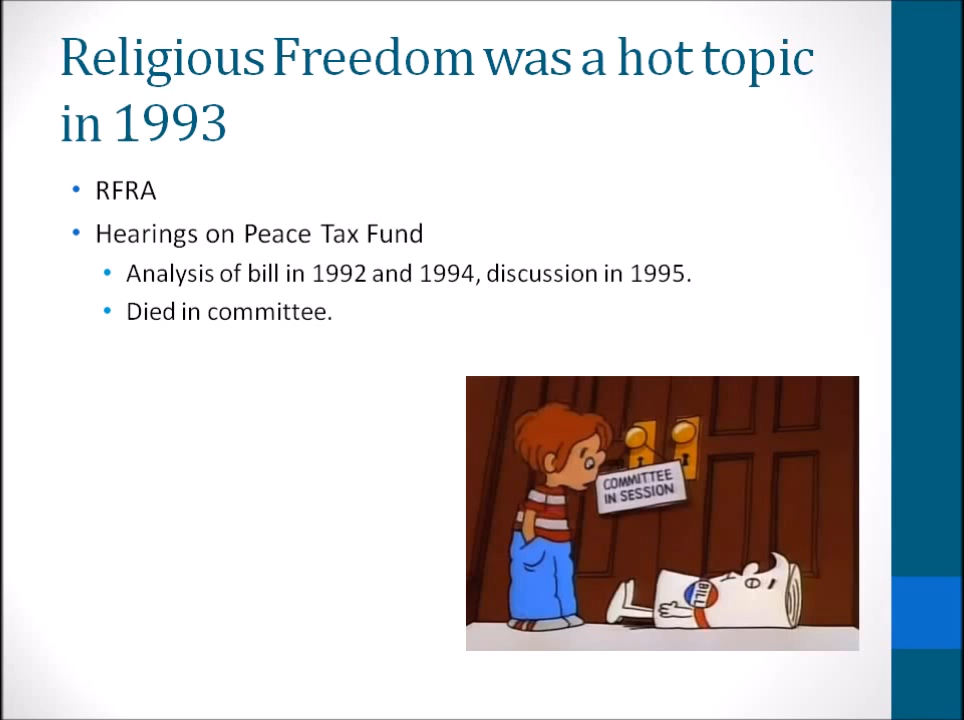 Religious Freedom was a hot topic
in 1993
• RFRA
• Hearings on Peace Tax Fund
• Analysis of bill in 1992 and 1994, discussion in 1995.
• Died in committee.
COMMITTEE
IN SESSION
BILL